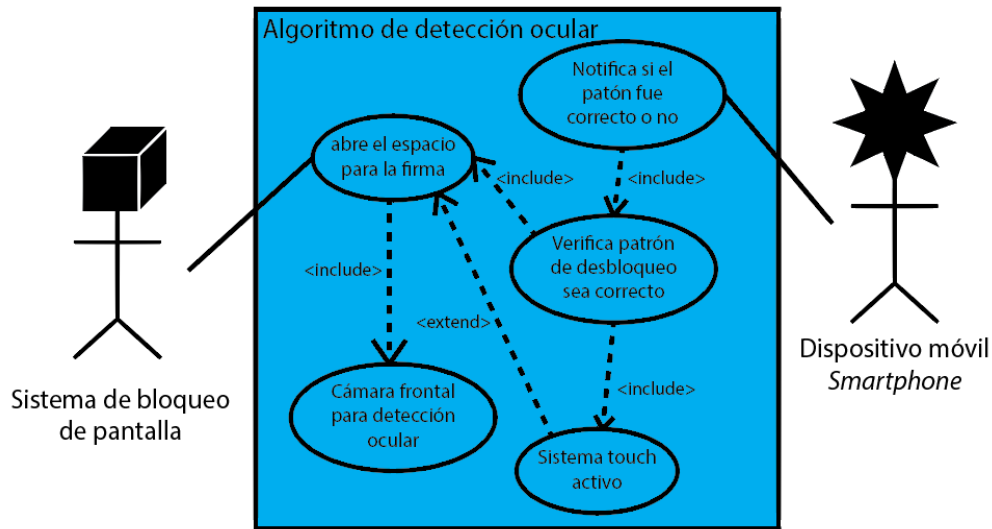 Algoritmo de detección ocular
Notifica si el
patón fue
correcto o no
abre el espacio
para la firma
<include>
<include>
Verifica patrón
de desbloqueo
sea correcto
<include>
<extend>
<include>
Cámara frontal
para detección
ocular
Sistema touch
activo
Sistema de bloqueo
de pantalla
Dispositivo móvil
Smartphone